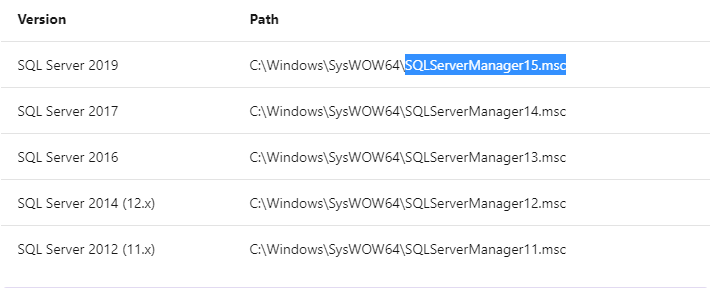 Version Path
SQL Server 2019 C:\Windows\SysWOW64\SQLServerManager15.msc
SQL Server 2017 C:\Windows\SysWOW64\SQLServerManager14.msc
SQL Server 2016 C:\Windows\SysWOW64\SQLServerManager13.msc
SQL Server 2014 (12.x) C:\Windows\SysWOW64\SQLServerManager12.msc
SQL Server 2012 (11.x) C:\Windows\SysWOW64\SQLServerManager11.msc